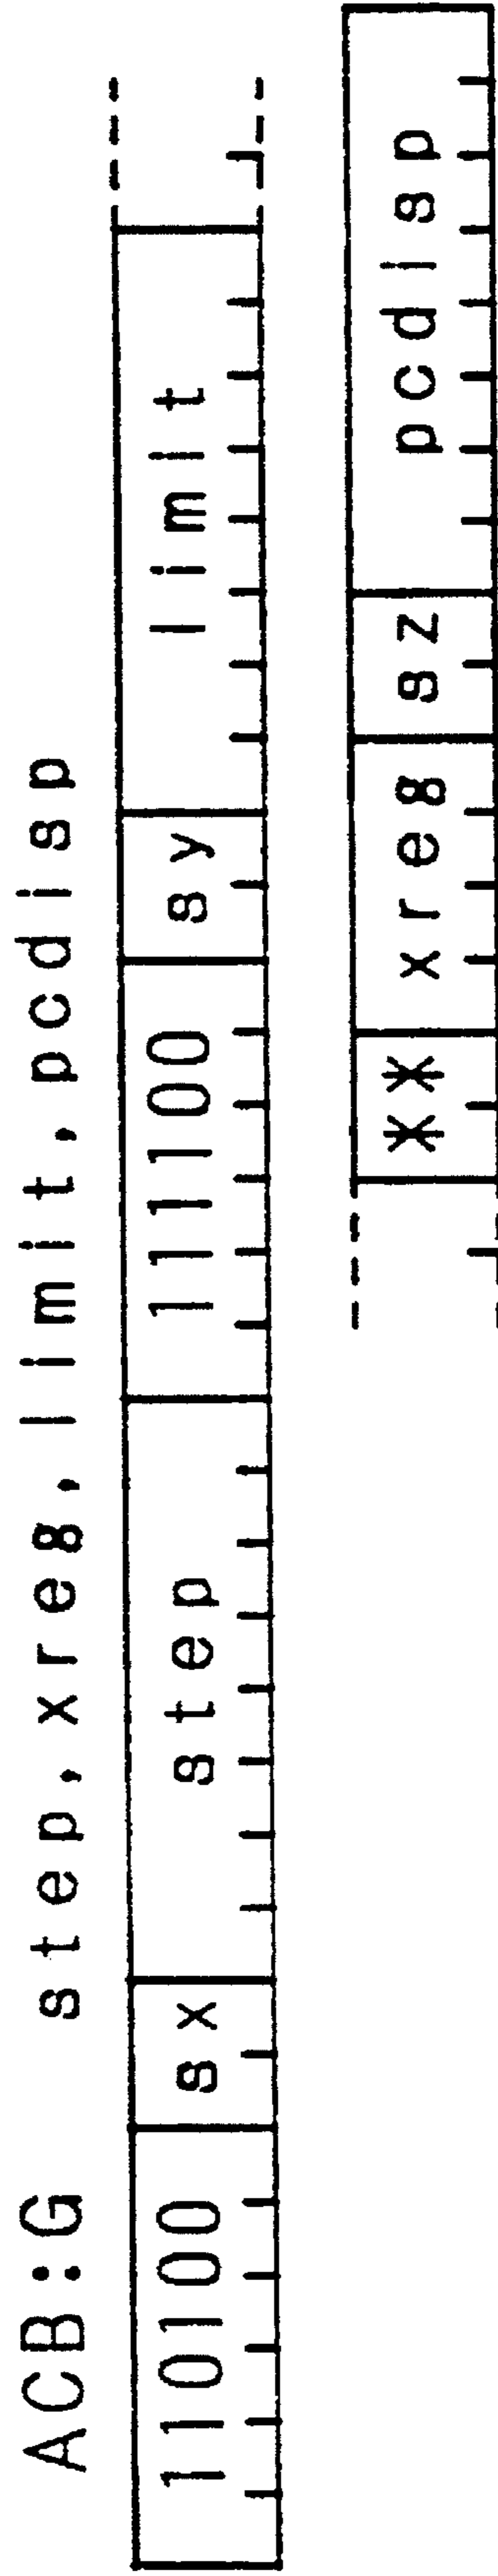 ACB:G step,xreg,limit,pcdisp
110100 sx step 111100 sy limit
** xreg sz pcdisp